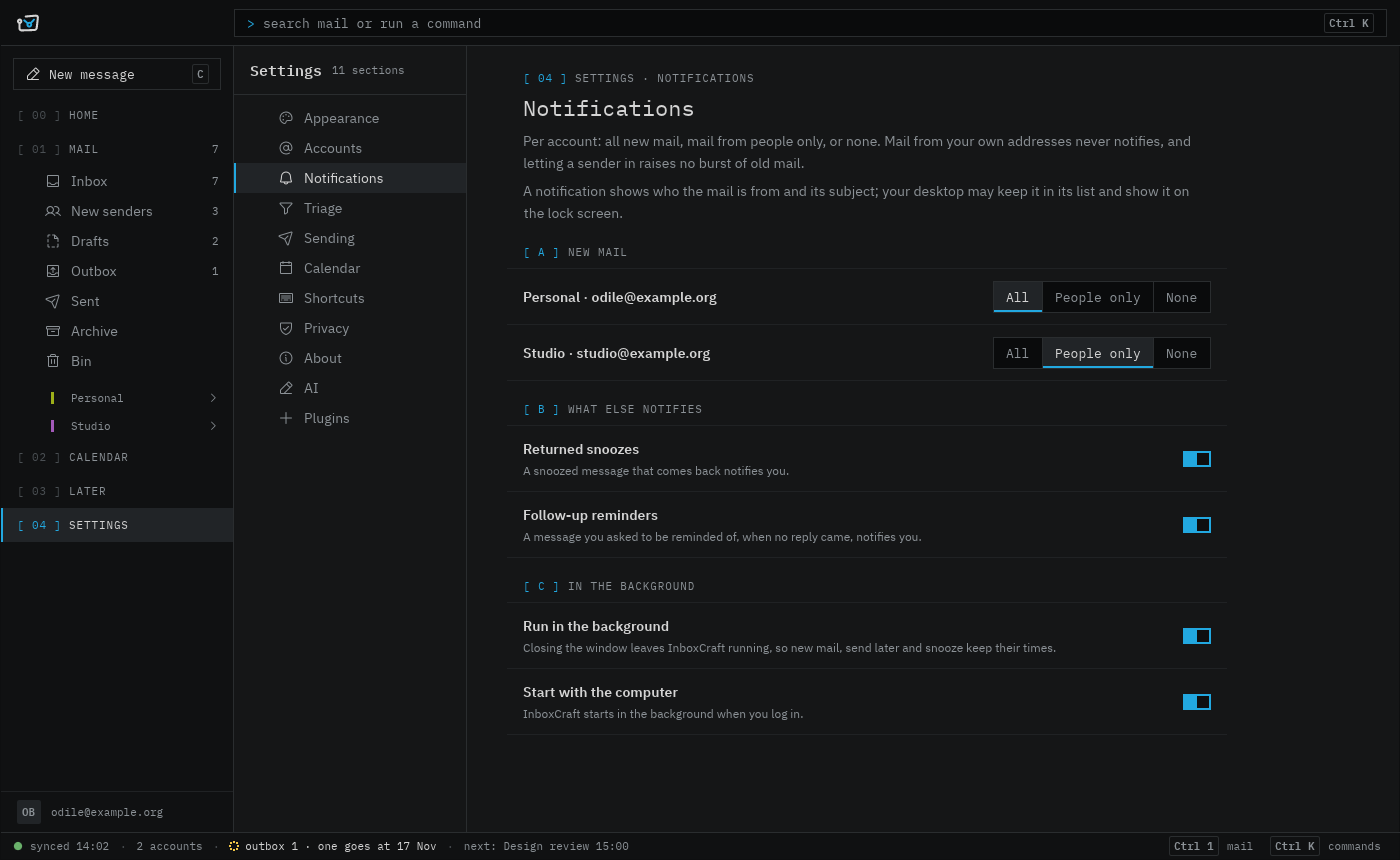 > search mail or run a command Ctrl K
New message C
[ 00 ] HOME
[ 01 ] MAIL 7
Inbox 7
New senders 3
Drafts 2
Outbox 1
Sent
Archive
Bin
Personal
Studio
[ 02 ] CALENDAR
[ 03 ] LATER
[ 04 ] SETTINGS
OB odile@example.org
Settings 11 sections
Appearance
Accounts
Notifications
Triage
Sending
Calendar
Shortcuts
Privacy
About
AI
Plugins
[ 04 ] SETTINGS · NOTIFICATIONS
Notifications
Per account: all new mail, mail from people only, or none. Mail from your own addresses never notifies, and
letting a sender in raises no burst of old mail.
A notification shows who the mail is from and its subject; your desktop may keep it in its list and show it on
the lock screen.
[ A ] NEW MAIL
Personal · odile@example.org All People only None
Studio · studio@example.org All People only None
[ B ] WHAT ELSE NOTIFIES
Returned snoozes
A snoozed message that comes back notifies you.
Follow-up reminders
A message you asked to be reminded of, when no reply came, notifies you.
[ C ] IN THE BACKGROUND
Run in the background
Closing the window leaves InboxCraft running, so new mail, send later and snooze keep their times.
Start with the computer
InboxCraft starts in the background when you log in.
synced 14:02 · 2 accounts · outbox 1 · one goes at 17 Nov · next: Design review 15:00 Ctrl 1 mail Ctrl K commands